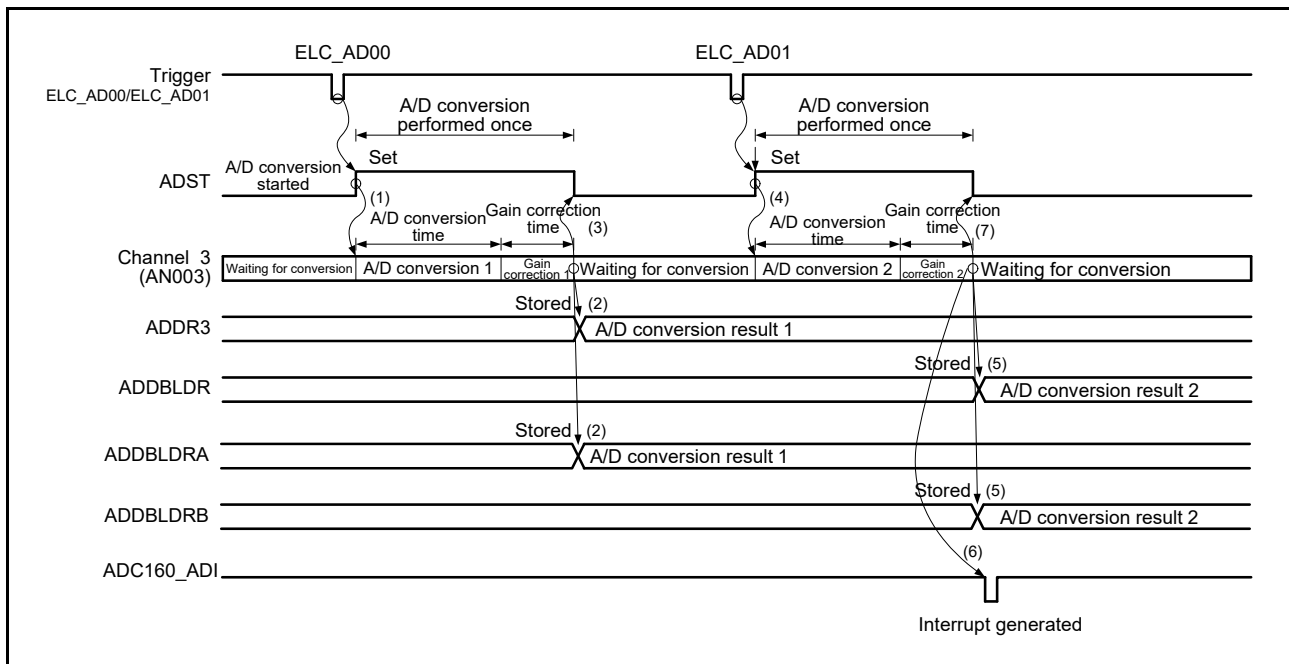 ELC_AD00
ELC_AD01
Trigger
ELC_AD00/ELC_AD01
A/D conversion
performed once
A/D conversion
performed once
ADST
A/D conversion
started
Set
Set
(1)
A/D conversion
time
Gain correction
time
(3)
(4)
A/D conversion
time
Gain correction
time
(7)
Channel 3
(AN003)
Waiting for conversion
A/D conversion 1
Gain
correction 1
Waiting for conversion
A/D conversion 2
Gain
correction 2
Waiting for conversion
Stored (2)
ADDR3
A/D conversion result 1
Stored (5)
ADDBLDR
A/D conversion result 2
Stored (2)
ADDBLDRA
A/D conversion result 1
Stored (5)
ADDBLDRB
A/D conversion result 2
(6)
ADC160_ADI
Interrupt generated